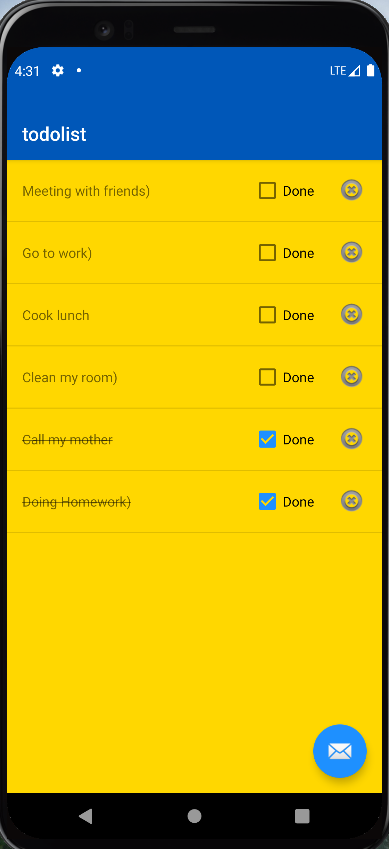 4:31 LTE
todolist
Meeting with friends) Done
Go to work) Done
Cook lunch Done
Clean my room) Done
Call my mother Done
Doing Homework) Done